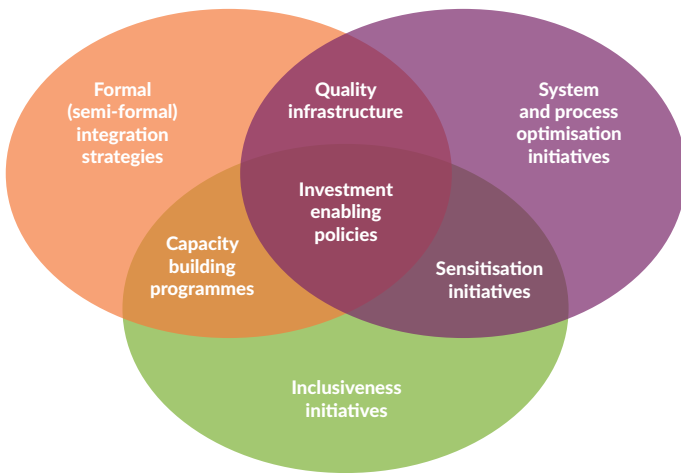 Formal
(semi-formal)
integration
strategies
Quality
infrastructure
System
and process
optimisation
initiatives
Investment
enabling
policies
Capacity
building
programmes
Sensitisation
initiatives
Inclusiveness
initiatives